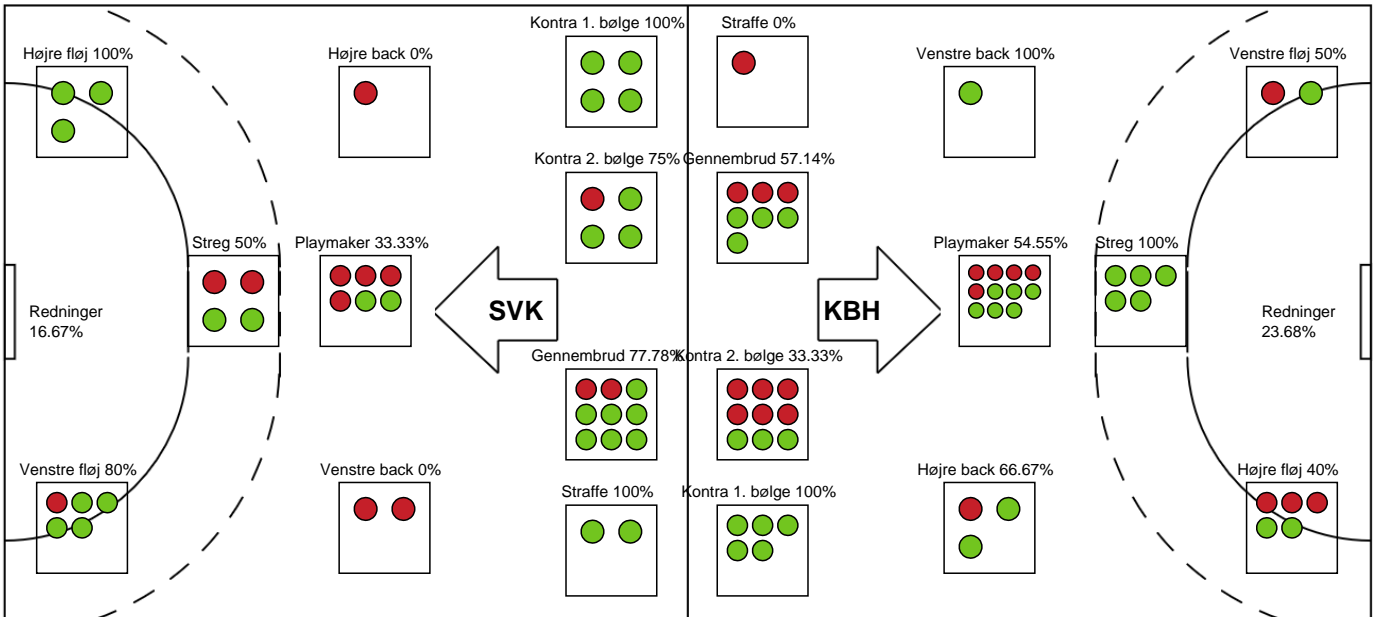 Kontra 1. bølge 100%
Straffe 0%
Højre fløj 100%
Højre back 0%
Venstre back 100%
Venstre fløj 50%
Kontra 2. bølge 75%
Gennembrud 57.14%
Streg 50%
Playmaker 33.33%
Playmaker 54.55%
Streg 100%
Redninger
16.67%
SVK
KBH
Redninger
23.68%
Gennembrud 77.78%
Kontra 2. bølge 33.33%
Venstre fløj 80%
Venstre back 0%
Straffe 100%
Kontra 1. bølge 100%
Højre back 66.67%
Højre fløj 40%